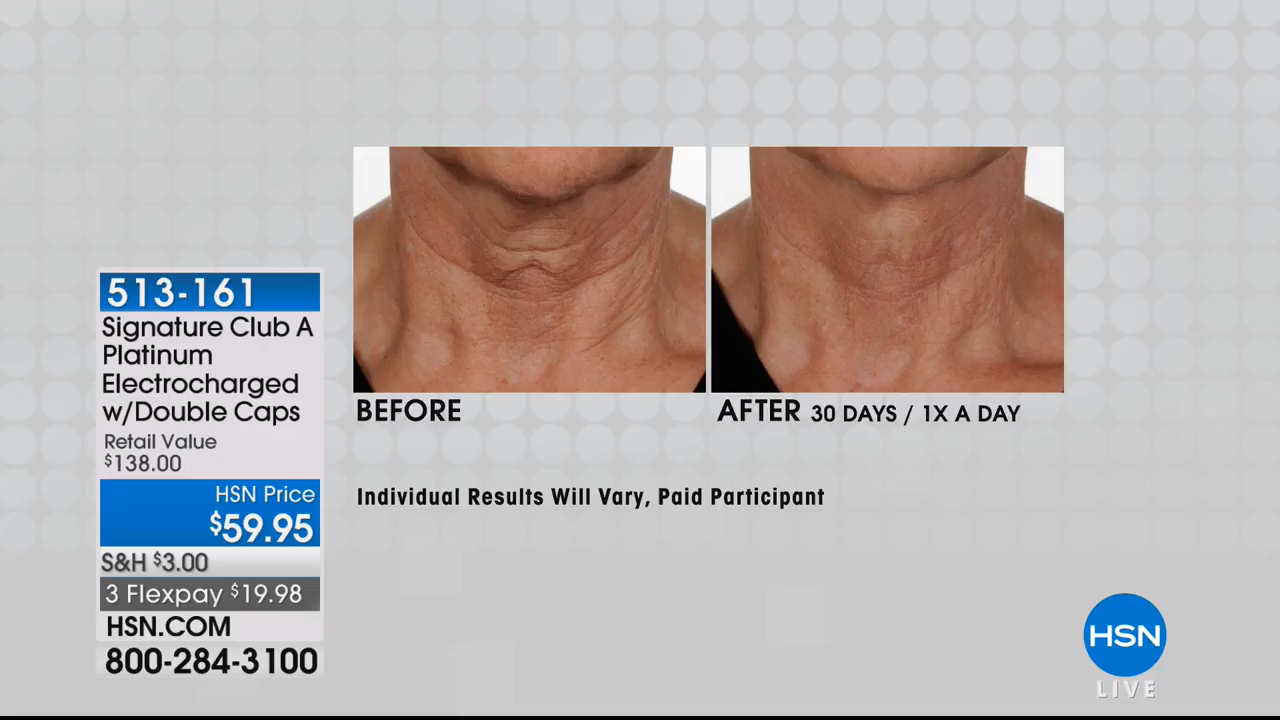 513-161
Signature Club A
Platinum
Electrocharged
w/Double Caps
Retail Value
$138.00
HSN Price
$59.95
S&H $3.00
3 Flexpay $19.98
HSN.COM
800-284-3100
BEFORE
AFTER 30 DAYS / 1X A DAY
Individual Results Will Vary, Paid Participant
HSN
LIVE